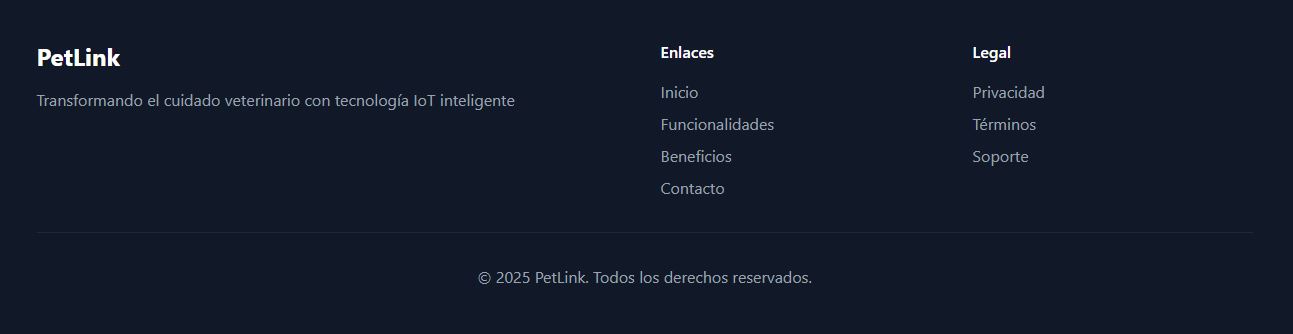 PetLink
Transformando el cuidado veterinario con tecnología IoT inteligente
Enlaces
Inicio
Funcionalidades
Beneficios
Contacto
Legal
Privacidad
Términos
Soporte
© 2025 PetLink. Todos los derechos reservados.